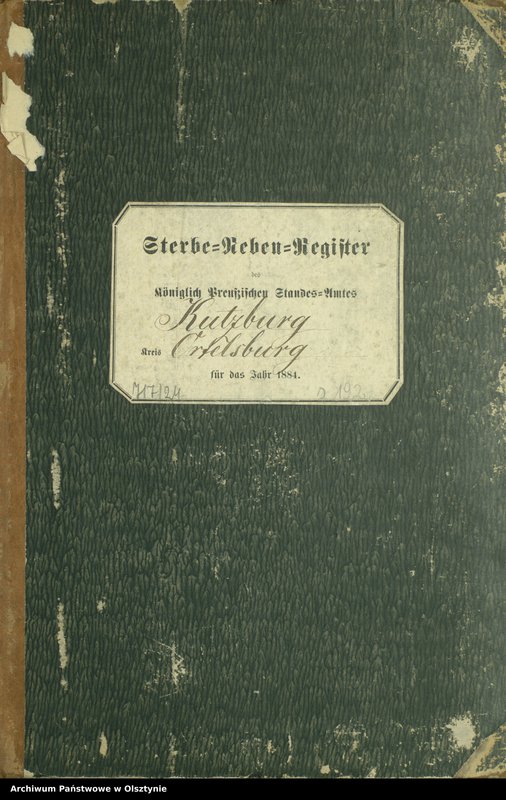 Sterbe=Neben=Register
des
Königlich Preußischen Standes=Amtes
Kutzburg
Kreis Ortelsburg
für das Jahr 1884.
717/24
Archiwum Państwowe w Olsztynie